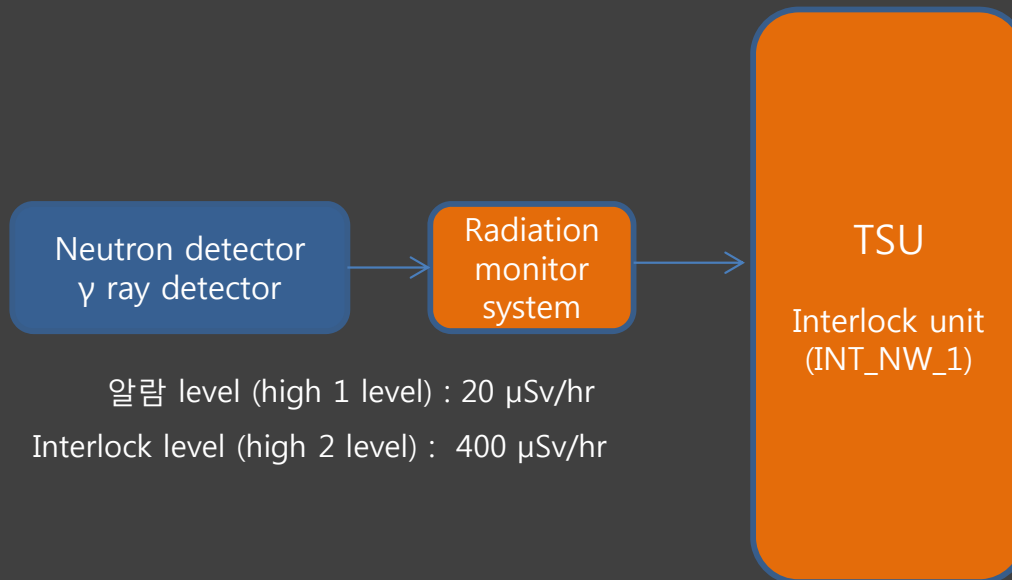 Neutron detector
γ ray detector
Radiation
monitor
system
TSU
Interlock unit
(INT_NW_1)
알람 level (high 1 level) : 20 μSv/hr
Interlock level (high 2 level) :  400 μSv/hr